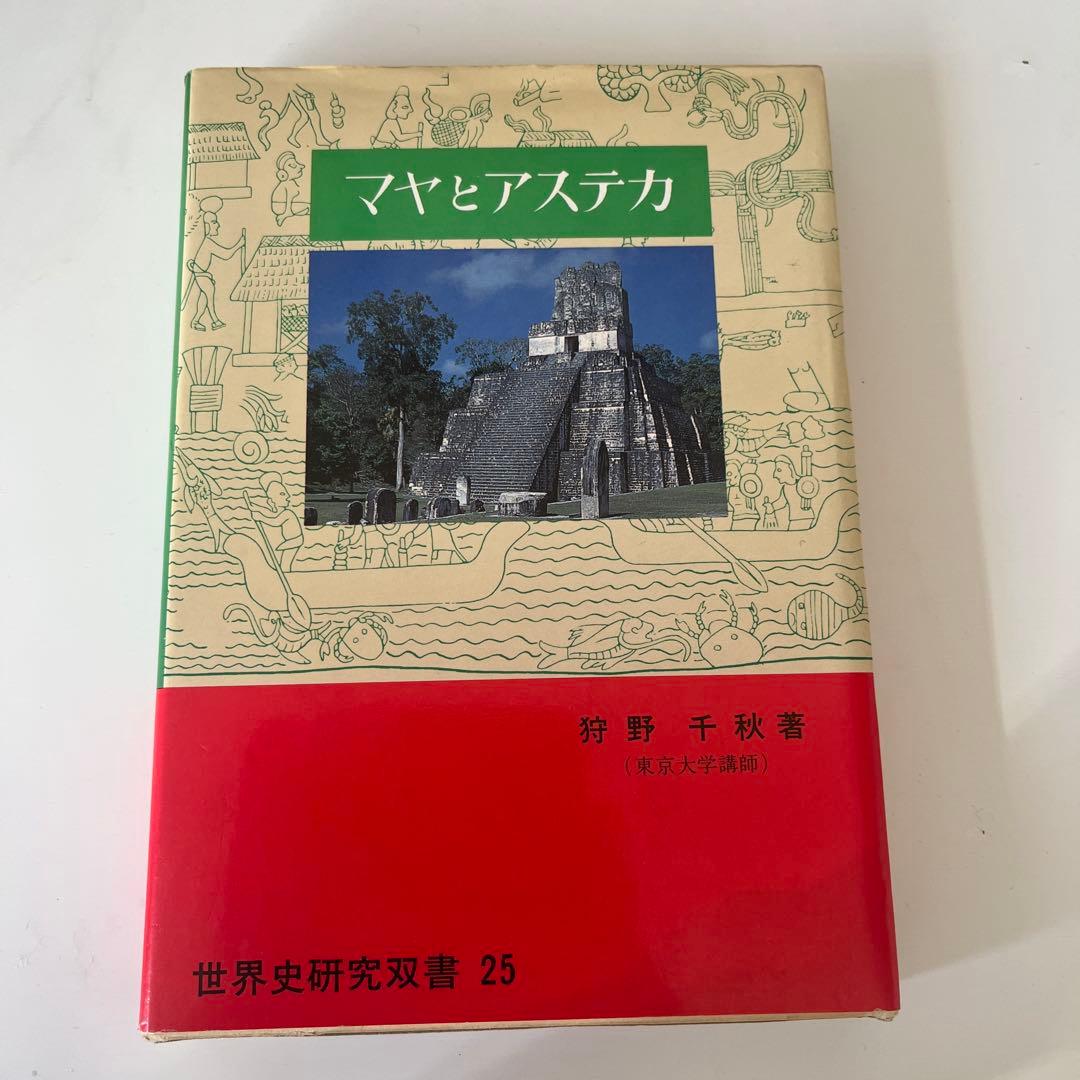 マヤとアステカ
狩野 千秋著
（東京大学講師）
世界史研究双書 25